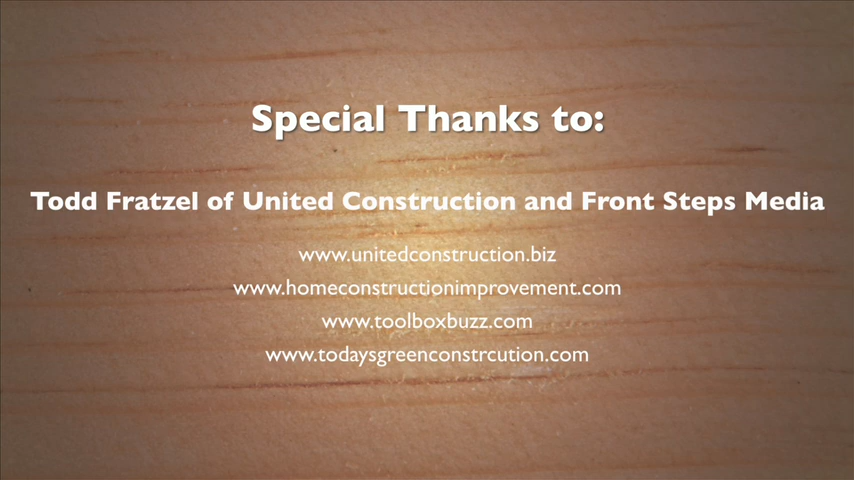 Special Thanks to:
Todd Fratzel of United Construction and Front Steps Media
www.unitedconstruction.biz
www.homeconstructionimprovement.com
www.toolboxbuzz.com
www.todaysgreenconstrcution.com